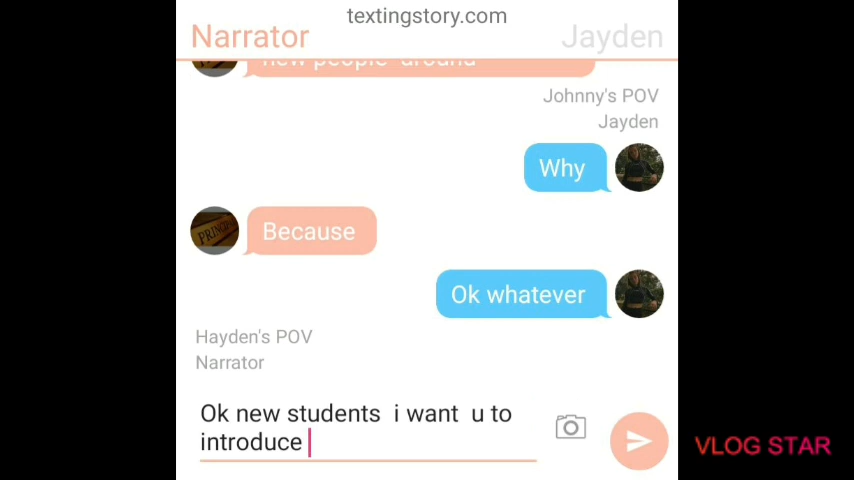 textingstory.com
Narrator
Jayden
new people around
Johnny's POV
Jayden
Why
Because
Ok whatever
Hayden's POV
Narrator
Ok new students i want u to
introduce
VLOG STAR